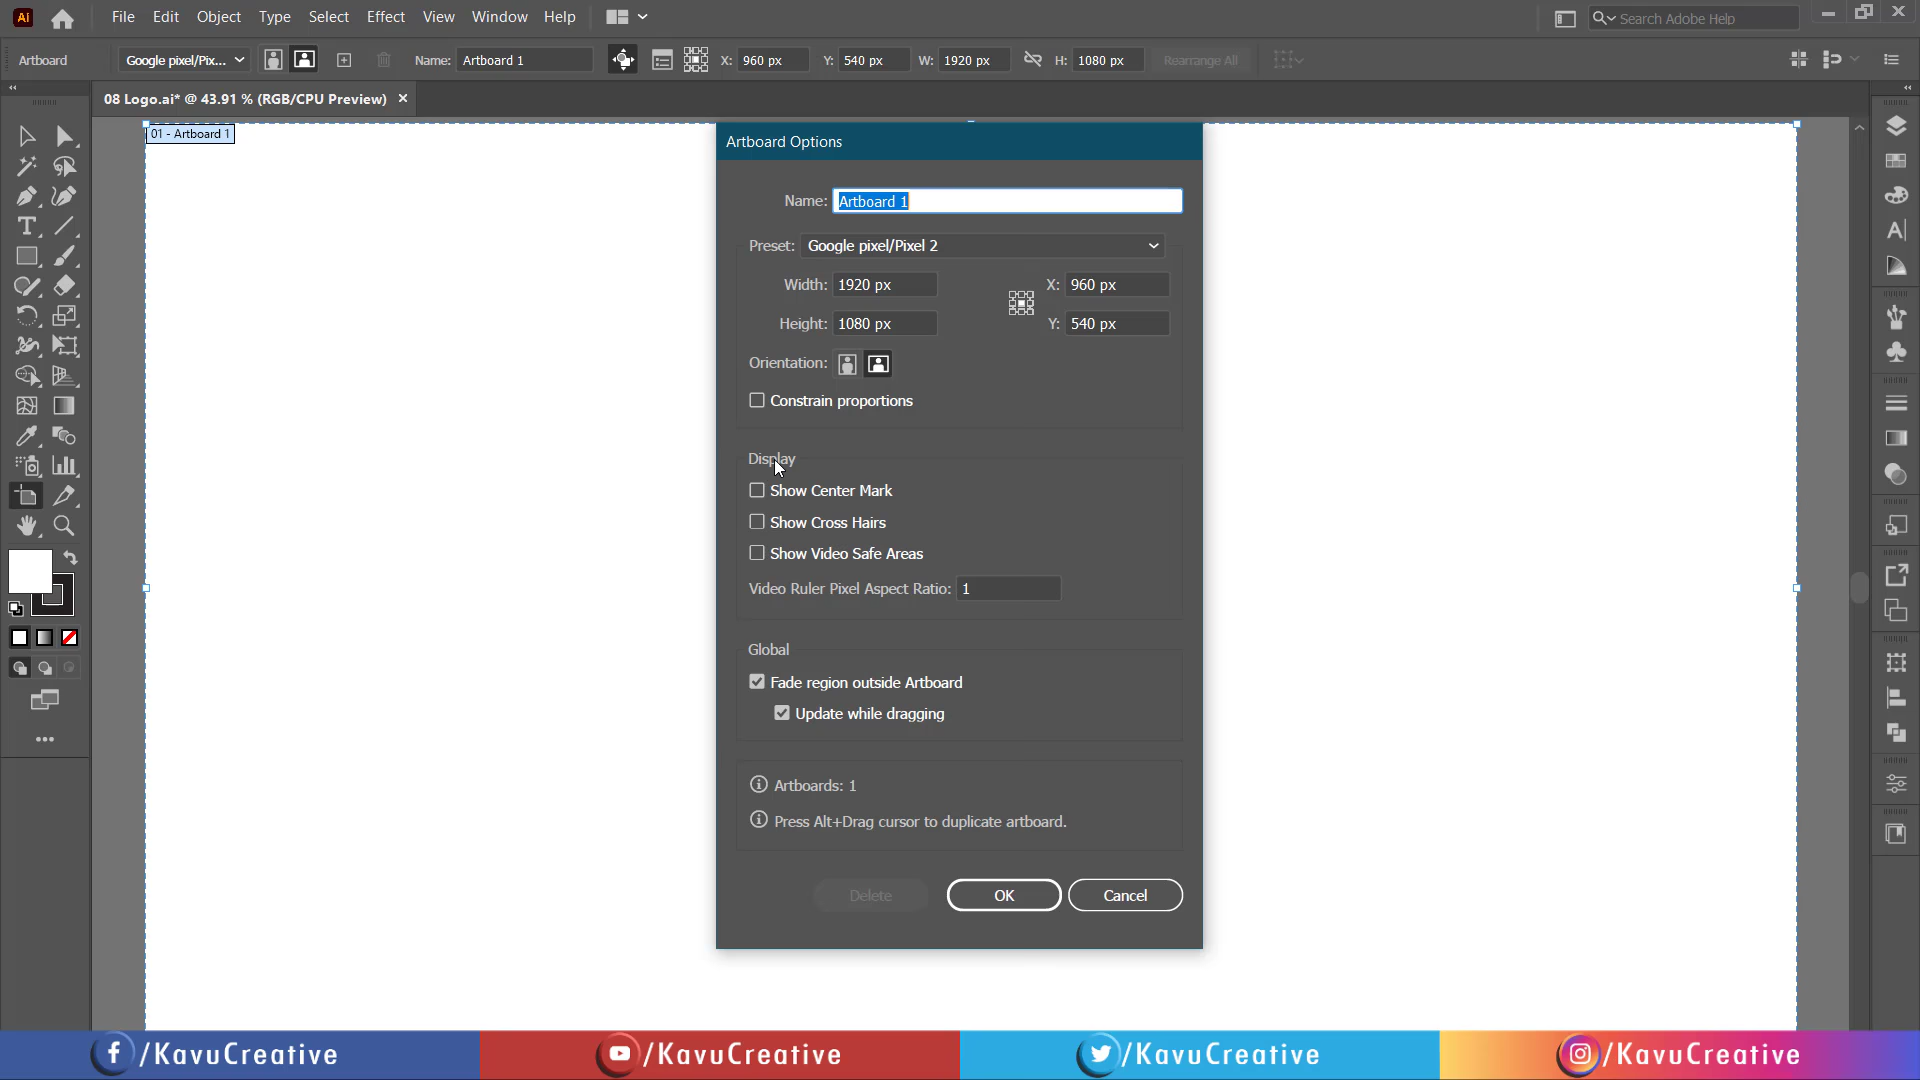 Ai File Edit Object Type Select Effect View Window Help Search Adobe Help
Artboard Google pixel/Pix... Name: Artboard 1 X: 960 px Y: 540 px W: 1920 px H: 1080 px Rearrange All
08 Logo.ai* @ 43.91 % (RGB/CPU Preview) ×
01 - Artboard 1
Artboard Options
Name: Artboard 1
Preset: Google pixel/Pixel 2
Width: 1920 px X: 960 px
Height: 1080 px Y: 540 px
Orientation:
Constrain proportions
Display
Show Center Mark
Show Cross Hairs
Show Video Safe Areas
Video Ruler Pixel Aspect Ratio: 1
Global
Fade region outside Artboard
Update while dragging
Artboards: 1
Press Alt+Drag cursor to duplicate artboard.
Delete OK Cancel
/KavuCreative /KavuCreative /KavuCreative /KavuCreative